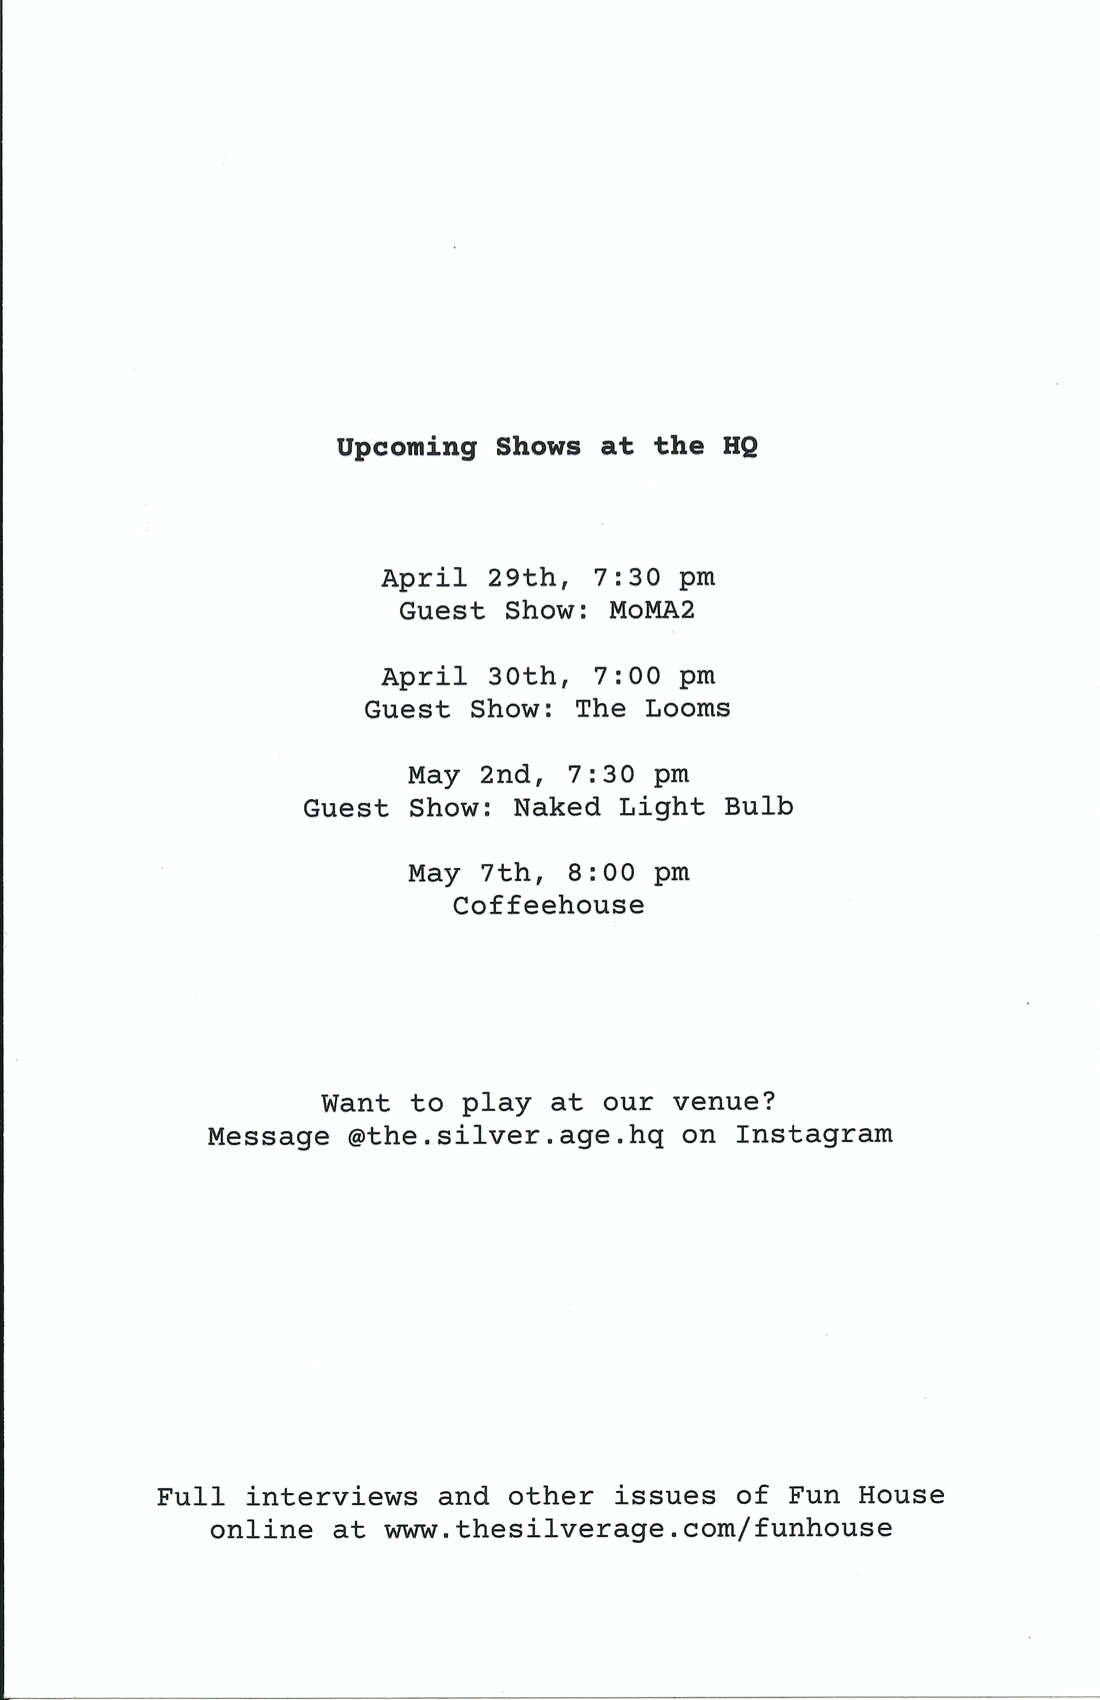 Upcoming Shows at the HQ
April 29th, 7:30 pm
Guest Show: MoMA2
April 30th, 7:00 pm
Guest Show: The Looms
May 2nd, 7:30 pm
Guest Show: Naked Light Bulb
May 7th, 8:00 pm
Coffeehouse
Want to play at our venue?
Message @the.silver.age.hq on Instagram
Full interviews and other issues of Fun House
online at www.thesilverage.com/funhouse